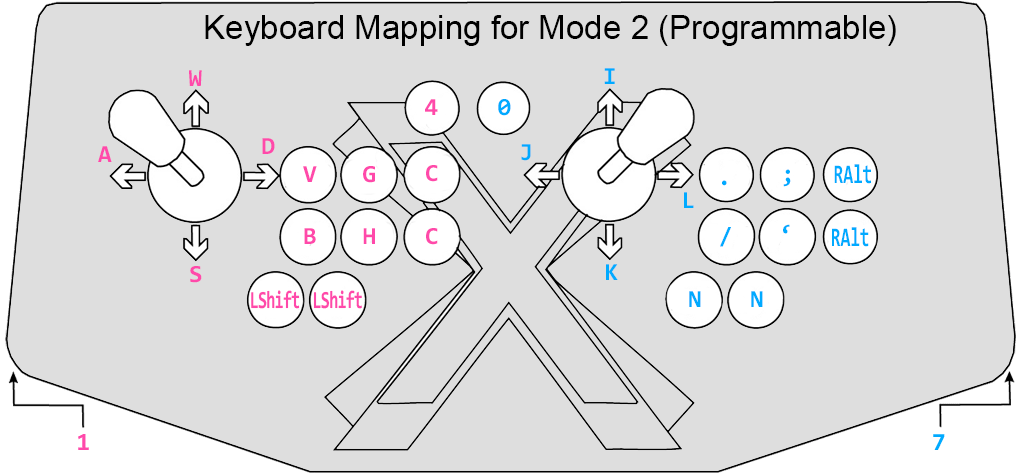 Keyboard Mapping for Mode 2 (Programmable)
W
I
4
0
A
D
J
L
V
G
C
.
;
RAlt
B
H
C
/
‘
RAlt
S
K
LShift
LShift
N
N
1
7